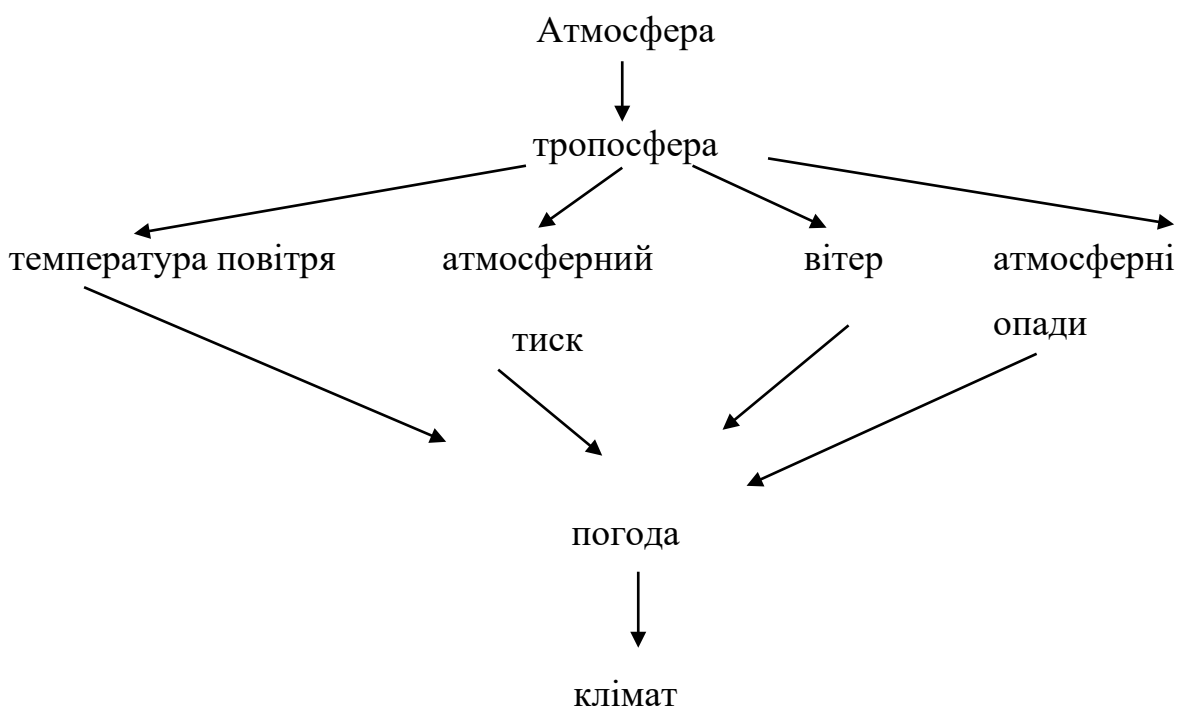 Атмосфера
тропосфера
температура повітря
атмосферний
тиск
вітер
атмосферні
опади
погода
клімат